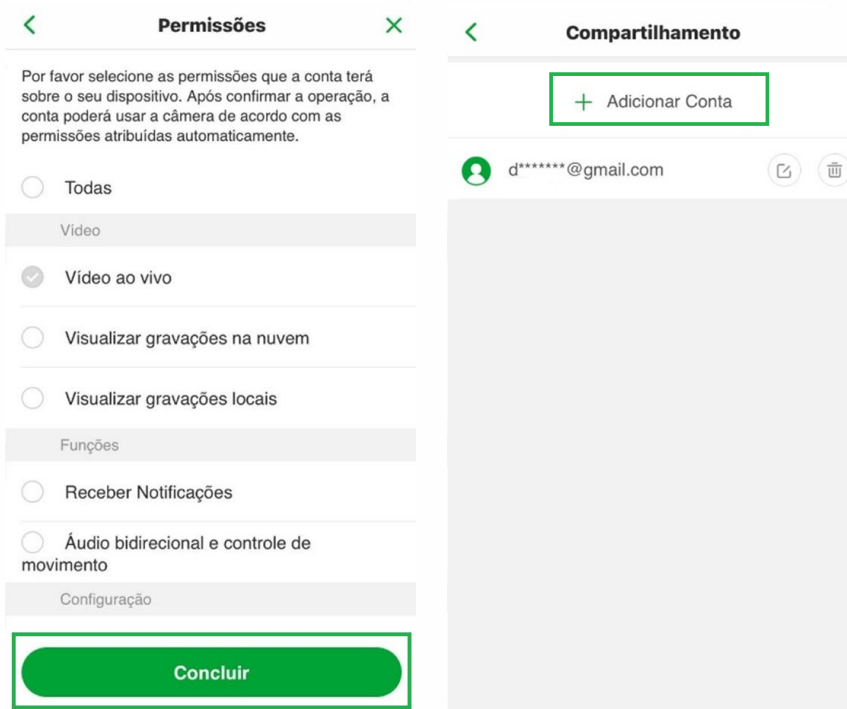 Permissões
Por favor selecione as permissões que a conta terá
sobre o seu dispositivo. Após confirmar a operação, a
conta poderá usar a câmera de acordo com as
permissões atribuídas automaticamente.
Todas
Vídeo
Vídeo ao vivo
Visualizar gravações na nuvem
Visualizar gravações locais
Funções
Receber Notificações
Áudio bidirecional e controle de
movimento
Configuração
Concluir
Compartilhamento
+ Adicionar Conta
d*******@gmail.com